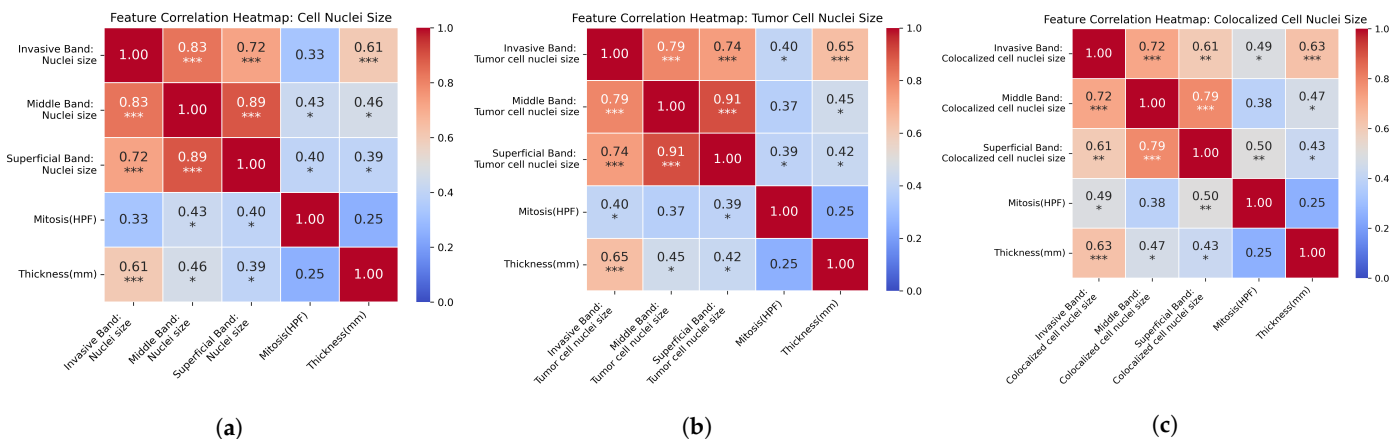 Feature Correlation Heatmap: Cell Nuclei Size
Invasive Band:
Nuclei size
1.00 0.83 0.72 0.33 0.61
*** *** ***
Middle Band:
Nuclei size
0.83 1.00 0.89 0.43 0.46
*** *** * *
Superficial Band:
Nuclei size
0.72 0.89 1.00 0.40 0.39
*** *** * *
Mitosis(HPF)
0.33 0.43 0.40 1.00 0.25
* *
Thickness(mm)
0.61 0.46 0.39 0.25 1.00
*** * *
Invasive Band:
Nuclei size
Middle Band:
Nuclei size
Superficial Band:
Nuclei size
Mitosis(HPF)
Thickness(mm)
1.0
0.8
0.6
0.4
0.2
0.0
(a)
Feature Correlation Heatmap: Tumor Cell Nuclei Size
Invasive Band:
Tumor cell nuclei size
1.00 0.79 0.74 0.40 0.65
*** *** * ***
Middle Band:
Tumor cell nuclei size
0.79 1.00 0.91 0.37 0.45
*** *** *
Superficial Band:
Tumor cell nuclei size
0.74 0.91 1.00 0.39 0.42
*** *** * *
Mitosis(HPF)
0.40 0.37 0.39 1.00 0.25
* *
Thickness(mm)
0.65 0.45 0.42 0.25 1.00
*** * *
Invasive Band:
Tumor cell nuclei size
Middle Band:
Tumor cell nuclei size
Superficial Band:
Tumor cell nuclei size
Mitosis(HPF)
Thickness(mm)
1.0
0.8
0.6
0.4
0.2
0.0
(b)
Feature Correlation Heatmap: Colocalized Cell Nuclei Size
Invasive Band:
Colocalized cell nuclei size
1.00 0.72 0.61 0.49 0.63
*** ** * ***
Middle Band:
Colocalized cell nuclei size
0.72 1.00 0.79 0.38 0.47
*** *** *
Superficial Band:
Colocalized cell nuclei size
0.61 0.79 1.00 0.50 0.43
** *** ** *
Mitosis(HPF)
0.49 0.38 0.50 1.00 0.25
* **
Thickness(mm)
0.63 0.47 0.43 0.25 1.00
*** * *
Invasive Band:
Colocalized cell nuclei size
Middle Band:
Colocalized cell nuclei size
Superficial Band:
Colocalized cell nuclei size
Mitosis(HPF)
Thickness(mm)
1.0
0.8
0.6
0.4
0.2
0.0
(c)